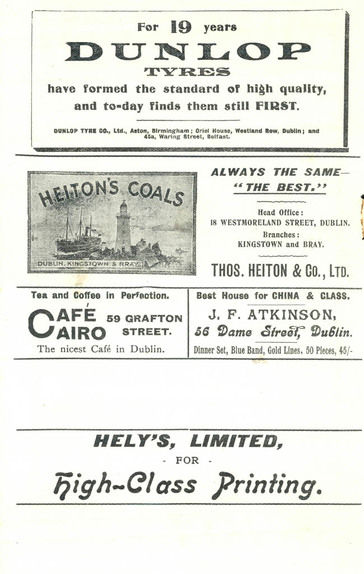 For 19 years
DUNLOP
TYRES
have formed the standard of high quality,
and to=day finds them still FIRST.
DUNLOP TYRE CO., Ltd., Aston, Birmingham; Oriel House, Westland Row, Dublin; and
45a, Waring Street, Belfast.
HEITON'S COALS
DUBLIN, KINGSTOWN & BRAY.
ALWAYS THE SAME—
"THE BEST."
Head Office:
18 WESTMORELAND STREET, DUBLIN.
Branches:
KINGSTOWN and BRAY.
THOS. HEITON & Co., LTD.
Tea and Coffee in Perfection.
CAFÉ CAIRO 59 GRAFTON STREET.
The nicest Café in Dublin.
Best House for CHINA & GLASS.
J. F. ATKINSON,
56 Dame Street, Dublin.
Dinner Set, Blue Band, Gold Lines. 50 Pieces, 45/-
HELY'S, LIMITED,
- FOR -
High-Class Printing.